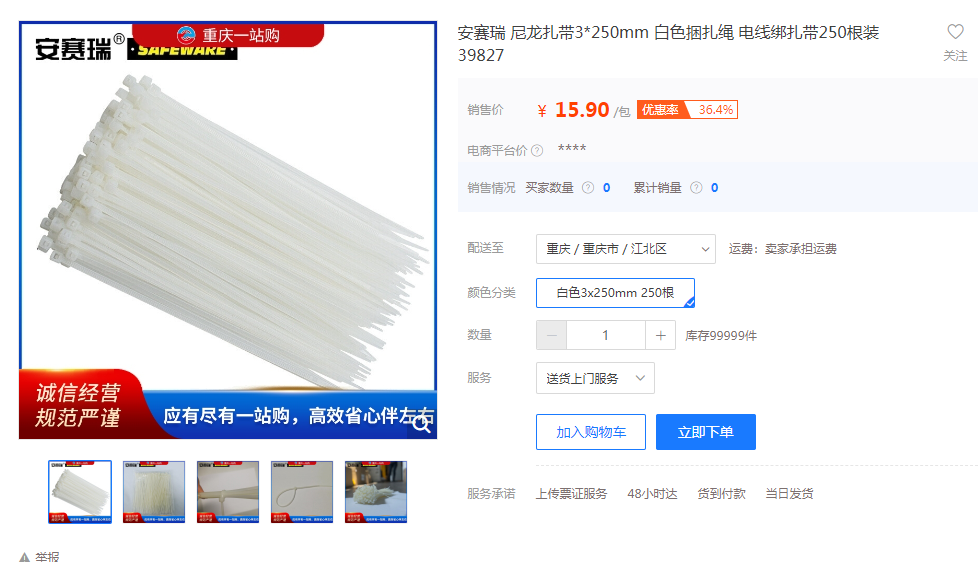 重庆一站购
安赛瑞®
SAFEWARE
诚信经营
规范严谨
应有尽有一站购，高效省心伴左右
举报
安赛瑞 尼龙扎带3*250mm 白色捆扎绳 电线绑扎带250根装
39827
关注
销售价 ¥ 15.90 /包 优惠率 36.4%
电商平台价 ? ****
销售情况 买家数量 ? 0 累计销量 ? 0
配送至 重庆 / 重庆市 / 江北区 运费：卖家承担运费
颜色分类 白色3x250mm 250根
数量 — 1 + 库存99999件
服务 送货上门服务
加入购物车 立即下单
服务承诺 上传票证服务 48小时达 货到付款 当日发货